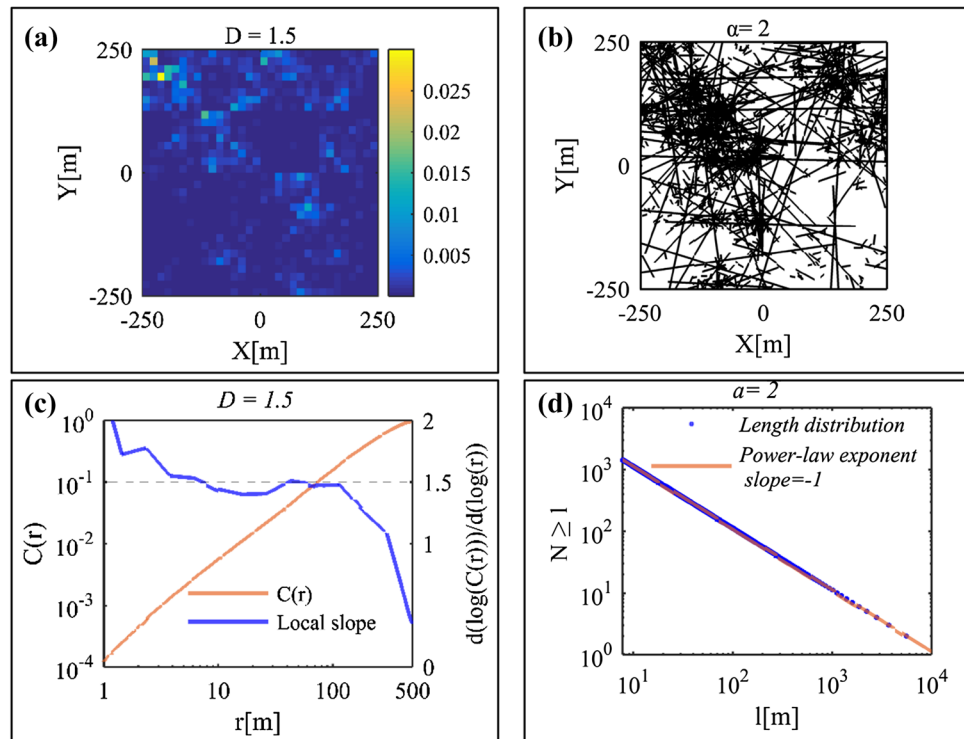 (a)
D = 1.5
250
0
-250
Y[m]
-250
0
250
X[m]
0.025
0.02
0.015
0.01
0.005
(b)
α= 2
250
0
-250
Y[m]
-250
0
250
X[m]
(c)
D = 1.5
10^0
10^-1
10^-2
10^-3
10^-4
C(r)
2
1.5
1
0
d(log(C(r)))/d(log(r))
C(r)
Local slope
1
10
100
500
r[m]
(d)
a= 2
10^4
10^3
10^2
10^1
10^0
N ≥ 1
Length distribution
Power-law exponent
slope=-1
10^1
10^2
10^3
10^4
l[m]